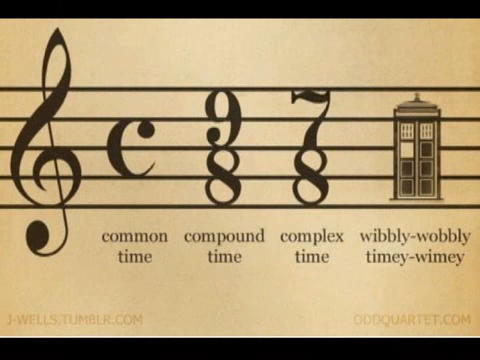 C 9 7
8 8
common compound complex wibbly-wobbly
time time time timey-wimey
J-WELLS.TUMBLR.COM ODDQUARTET.COM